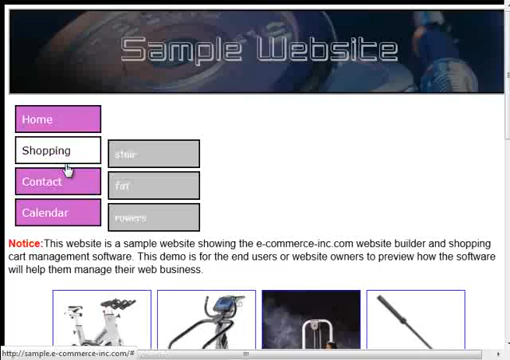 Sample Website
Home
Shopping
Contact
Calendar
stair
rowers
Notice:This website is a sample website showing the e-commerce-inc.com website builder and shopping
cart management software. This demo is for the end users or website owners to preview how the software
will help them manage their web business.
http://sample.e-commerce-inc.com/#